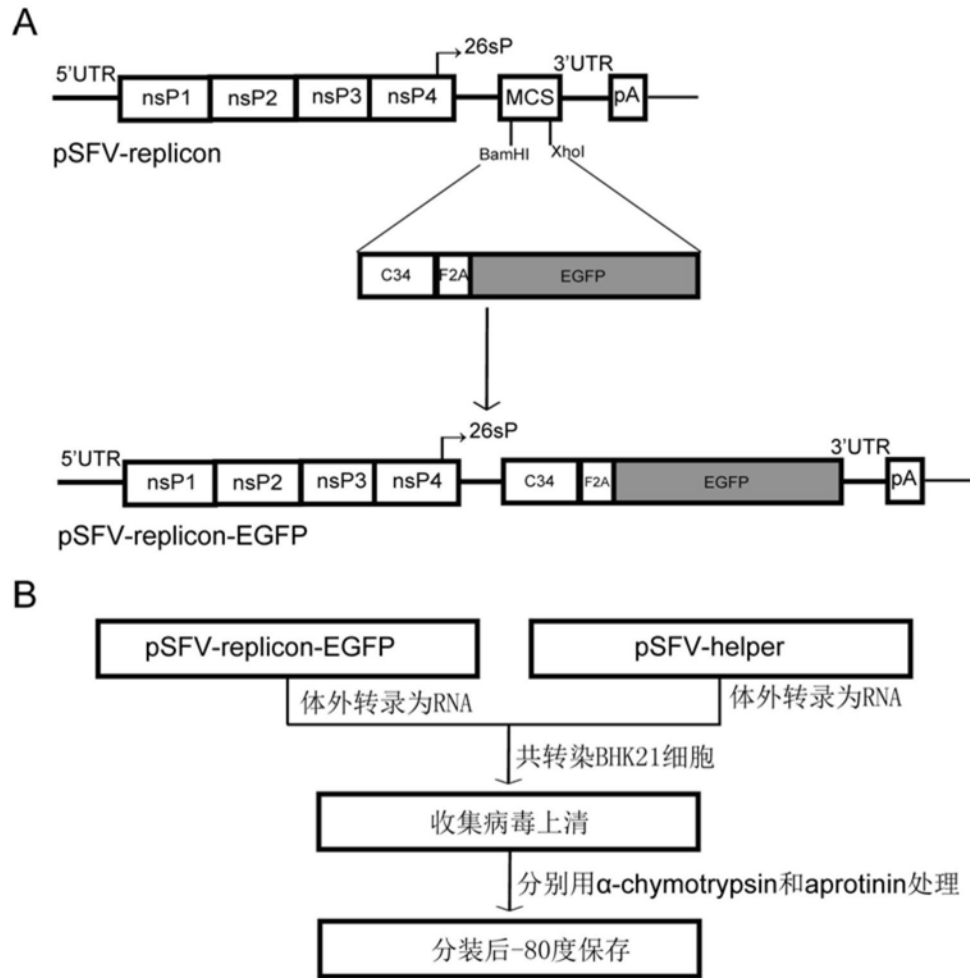 A
26sP
5'UTR
3'UTR
nsP1 nsP2 nsP3 nsP4 MCS pA
BamHI XhoI
pSFV-replicon
C34 F2A EGFP
26sP
5'UTR
3'UTR
nsP1 nsP2 nsP3 nsP4 C34 F2A EGFP pA
pSFV-replicon-EGFP
B
pSFV-replicon-EGFP pSFV-helper
体外转录为RNA 体外转录为RNA
共转染BHK21细胞
收集病毒上清
分别用α-chymotrypsin和aprotinin处理
分装后-80度保存